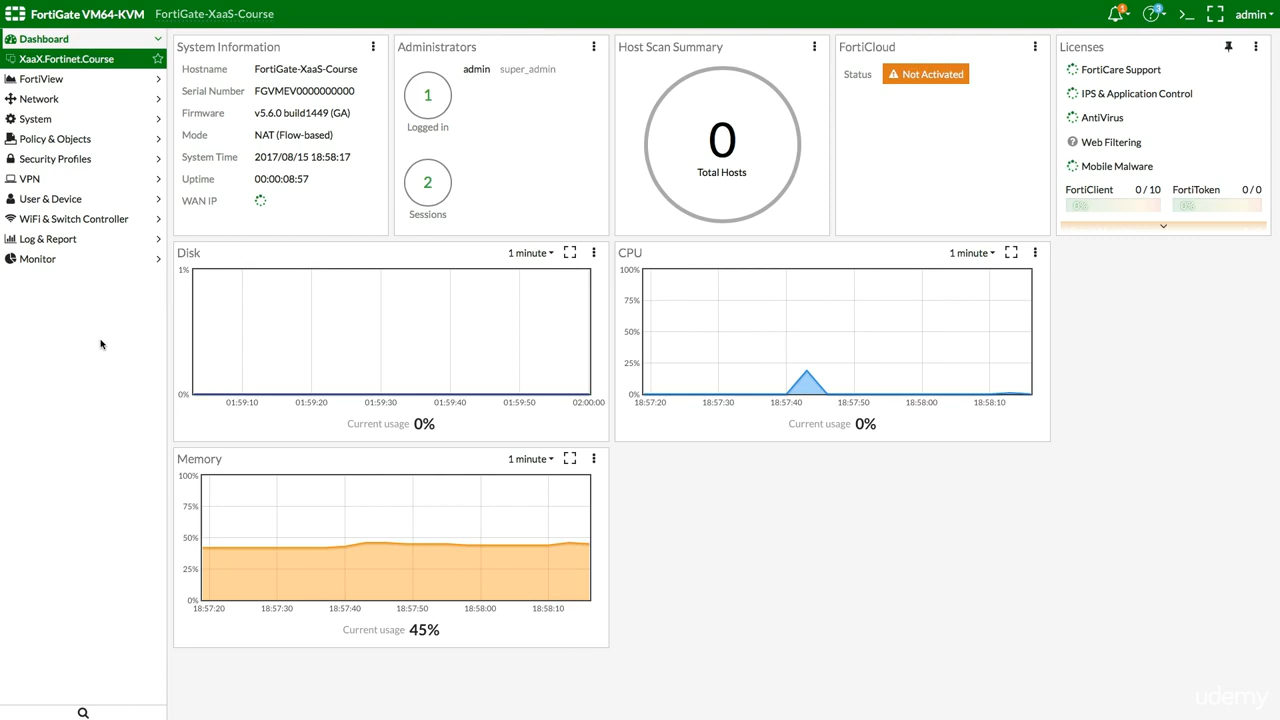 FortiGate VM64-KVM FortiGate-XaaS-Course
1 3 admin
Dashboard
XaaX.Fortinet.Course
FortiView
Network
System
Policy & Objects
Security Profiles
VPN
User & Device
WiFi & Switch Controller
Log & Report
Monitor
System Information
Hostname FortiGate-XaaS-Course
Serial Number FGVMEV0000000000
Firmware v5.6.0 build1449 (GA)
Mode NAT (Flow-based)
System Time 2017/08/15 18:58:17
Uptime 00:00:08:57
WAN IP
Administrators
admin super_admin
1
Logged in
2
Sessions
Host Scan Summary
0
Total Hosts
FortiCloud
Status Not Activated
Licenses
FortiCare Support
IPS & Application Control
AntiVirus
Web Filtering
Mobile Malware
FortiClient 0 / 10 FortiToken 0 / 0
0% 0%
Disk 1 minute
1%
0%
01:59:10 01:59:20 01:59:30 01:59:40 01:59:50 02:00:00
Current usage 0%
CPU 1 minute
100%
75%
50%
25%
0%
18:57:20 18:57:30 18:57:40 18:57:50 18:58:00 18:58:10
Current usage 0%
Memory 1 minute
100%
75%
50%
25%
0%
18:57:20 18:57:30 18:57:40 18:57:50 18:58:00 18:58:10
Current usage 45%
udemy